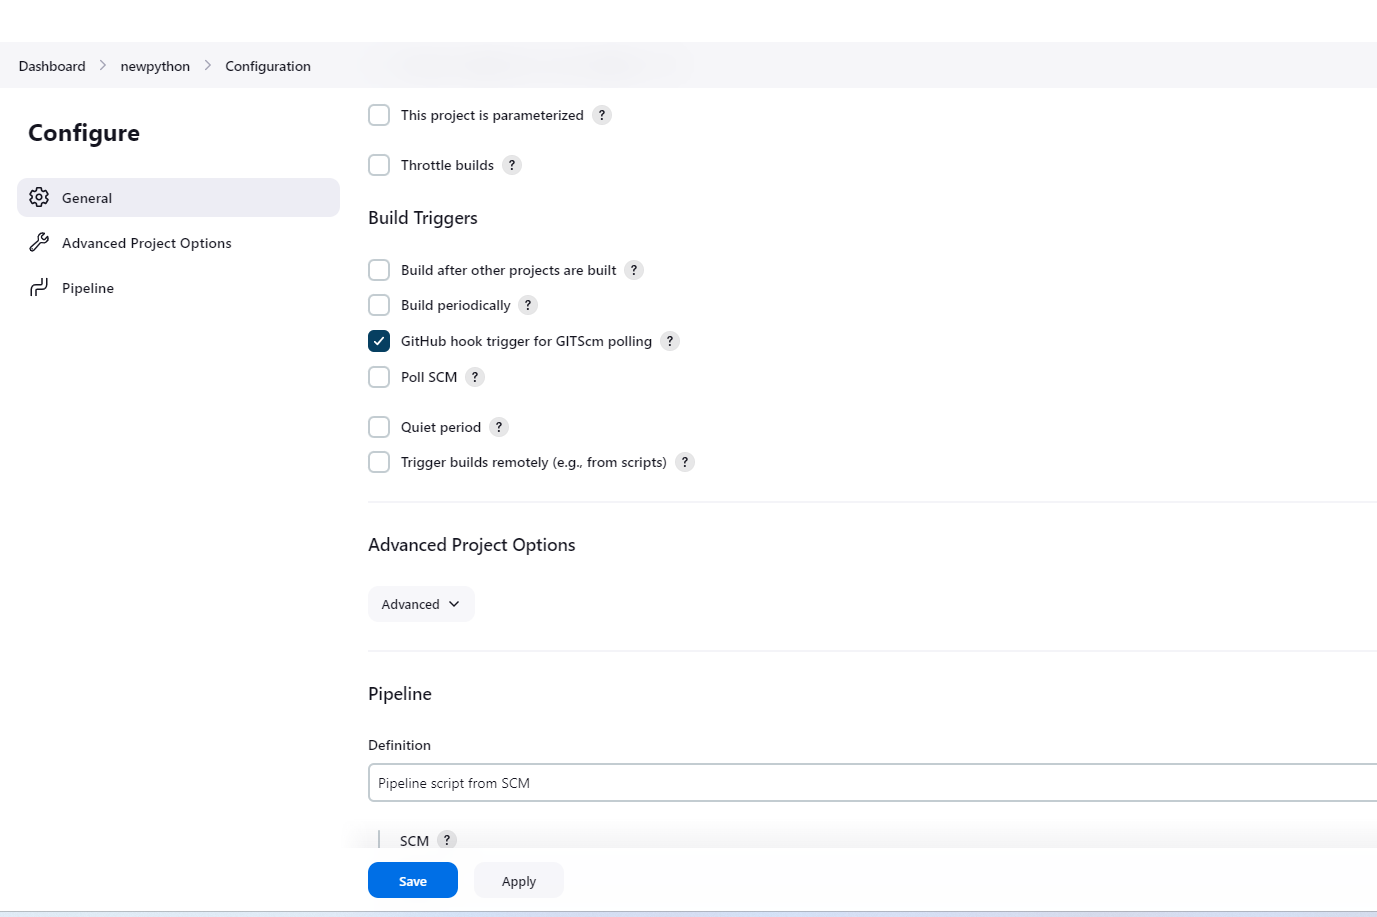 Dashboard > newpython > Configuration
Configure
General
Advanced Project Options
Pipeline
This project is parameterized ?
Throttle builds ?
Build Triggers
Build after other projects are built ?
Build periodically ?
GitHub hook trigger for GITScm polling ?
Poll SCM ?
Quiet period ?
Trigger builds remotely (e.g., from scripts) ?
Advanced Project Options
Advanced
Pipeline
Definition
Pipeline script from SCM
SCM ?
Save Apply